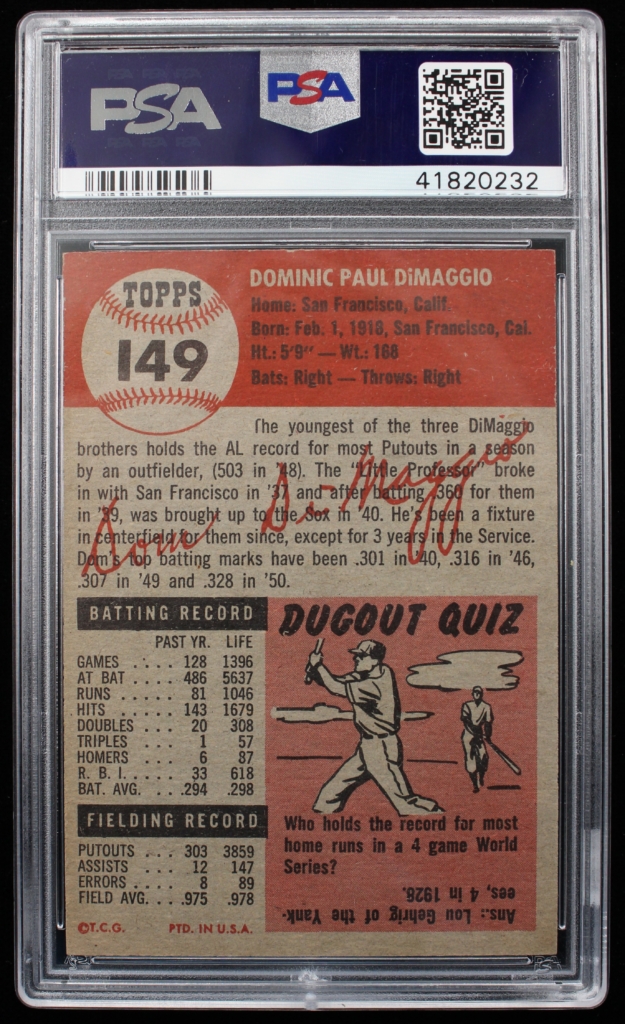 PSA
PSA
41820232
TOPPS
149
DOMINIC PAUL DiMAGGIO
Home: San Francisco, Calif.
Born: Feb. 1, 1918, San Francisco, Cal.
Ht.: 5'9" — Wt.: 168
Bats: Right — Throws: Right
The youngest of the three DiMaggio
brothers holds the AL record for most Putouts in a season
by an outfielder, (503 in '48). The "Little Professor" broke
in with San Francisco in '37 and after batting .360 for them
in '39, was brought up to the Sox in '40. He's been a fixture
in centerfield for them since, except for 3 years in the Service.
Dom's top batting marks have been .301 in '40, .316 in '46,
.307 in '49 and .328 in '50.
Dom DiMaggio
BATTING RECORD
PAST YR. LIFE
GAMES . . . . 128 1396
AT BAT . . . . 486 5637
RUNS . . . . . 81 1046
HITS . . . . . 143 1679
DOUBLES . . . 20 308
TRIPLES . . . 1 57
HOMERS . . . 6 87
R. B. I. . . . . . 33 618
BAT. AVG. . . . .294 .298
FIELDING RECORD
PUTOUTS . . . 303 3859
ASSISTS . . . 12 147
ERRORS . . . . 8 89
FIELD AVG. . . . .975 .978
©T.C.G. PTD. IN U.S.A.
DUGOUT QUIZ
Who holds the record for most
home runs in a 4 game World
Series?
Ans.: Lou Gehrig of the Yank-
ees, 4 in 1928.